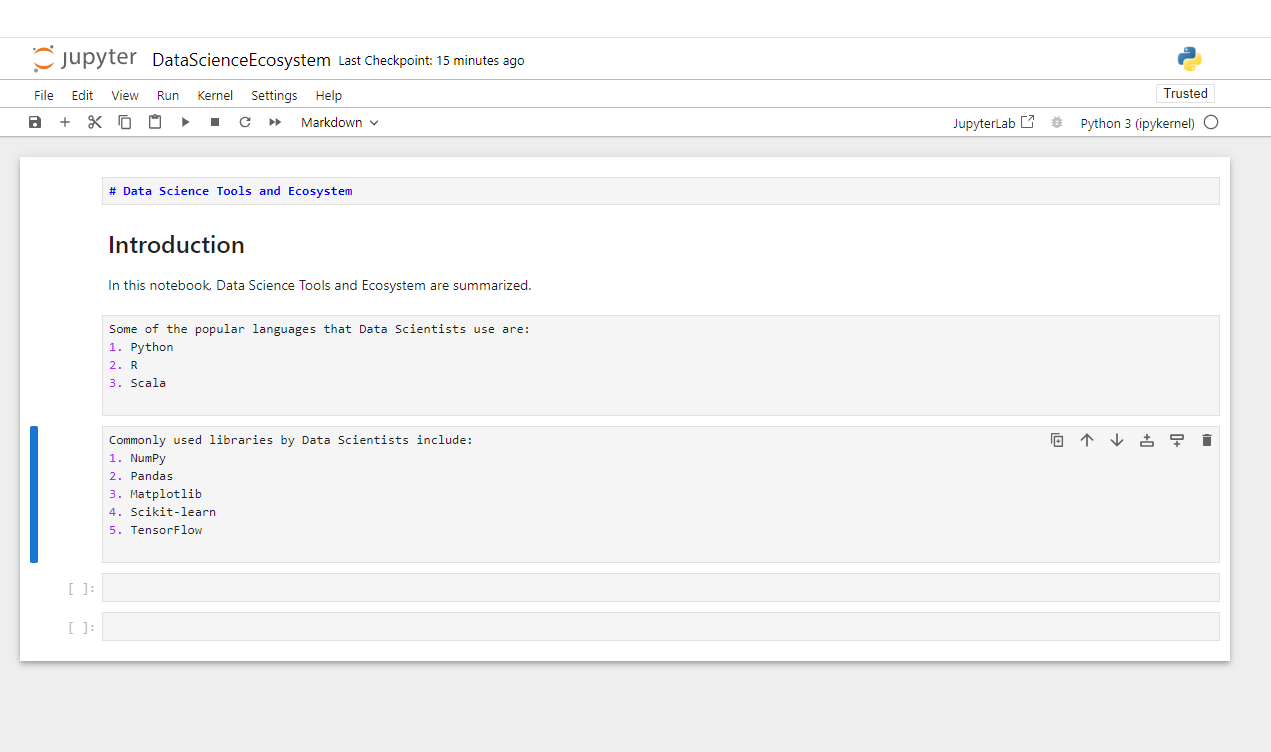 jupyter DataScienceEcosystem Last Checkpoint: 15 minutes ago
File Edit View Run Kernel Settings Help Trusted
Markdown JupyterLab Python 3 (ipykernel)
# Data Science Tools and Ecosystem
Introduction
In this notebook, Data Science Tools and Ecosystem are summarized.
Some of the popular languages that Data Scientists use are:
1. Python
2. R
3. Scala
Commonly used libraries by Data Scientists include:
1. NumPy
2. Pandas
3. Matplotlib
4. Scikit-learn
5. TensorFlow
[ ]:
[ ]: